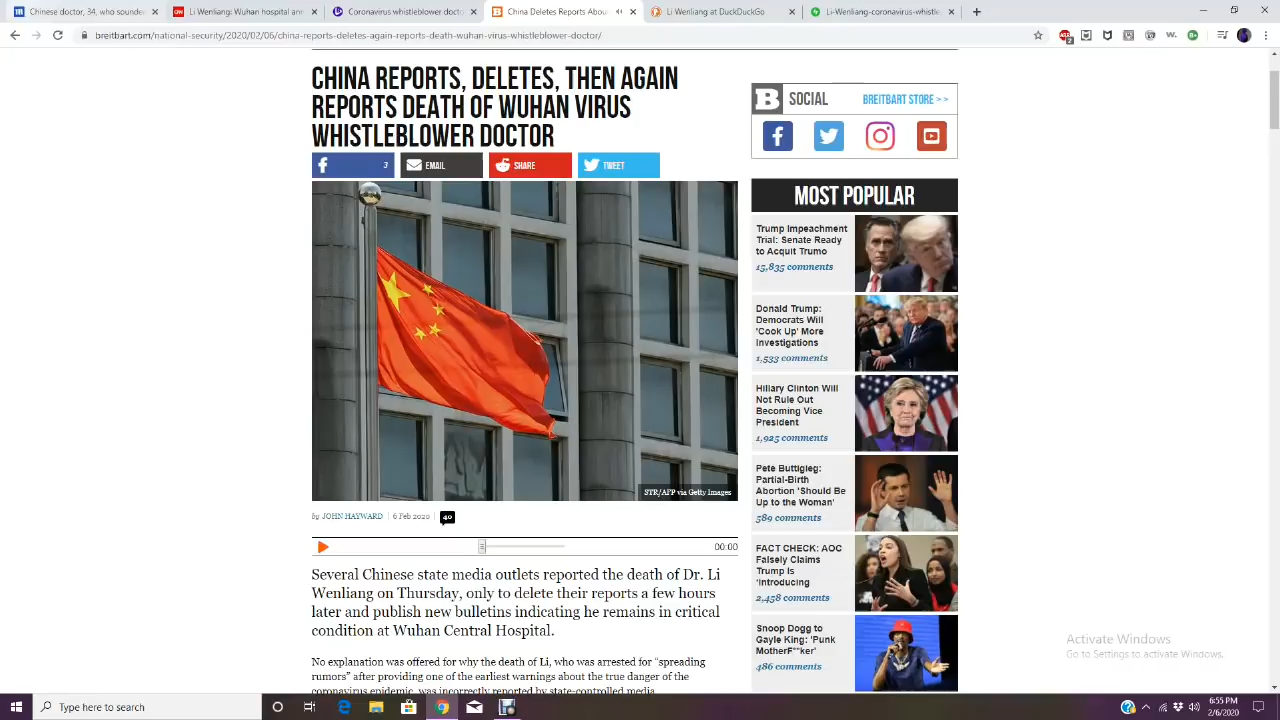 Chinese doctor, 34, who sounde
Li Wenliang: Wuhan hospital ann
Coronavirus whistleblower docto
China Deletes Reports Abou
Li Wenliang at DuckDuckGo
Li-Wenliang-coronovirus-whistle
breitbart.com/national-security/2020/02/06/china-reports-deletes-again-reports-death-wuhan-virus-whistleblower-doctor/
CHINA REPORTS, DELETES, THEN AGAIN
REPORTS DEATH OF WUHAN VIRUS
WHISTLEBLOWER DOCTOR
3
EMAIL
SHARE
TWEET
STR/AFP via Getty Images
by JOHN HAYWARD | 6 Feb 2020 | 40
00:00
Several Chinese state media outlets reported the death of Dr. Li
Wenliang on Thursday, only to delete their reports a few hours
later and publish new bulletins indicating he remains in critical
condition at Wuhan Central Hospital.
No explanation was offered for why the death of Li, who was arrested for “spreading
rumors” after providing one of the earliest warnings about the true danger of the
coronavirus epidemic, was incorrectly reported by state-controlled media.
B SOCIAL
BREITBART STORE > >
MOST POPULAR
Trump Impeachment
Trial: Senate Ready
to Acquit Trump
15,835 comments
Donald Trump:
Democrats Will
'Cook Up' More
Investigations
1,533 comments
Hillary Clinton Will
Not Rule Out
Becoming Vice
President
1,925 comments
Pete Buttigieg:
Partial-Birth
Abortion 'Should Be
Up to the Woman'
589 comments
FACT CHECK: AOC
Falsely Claims
Trump Is
'Introducing
2,458 comments
Snoop Dogg to
Gayle King: 'Punk
MotherF**ker'
486 comments
Activate Windows
Go to Settings to activate Windows.
Type here to search
6:55 PM
2/6/2020